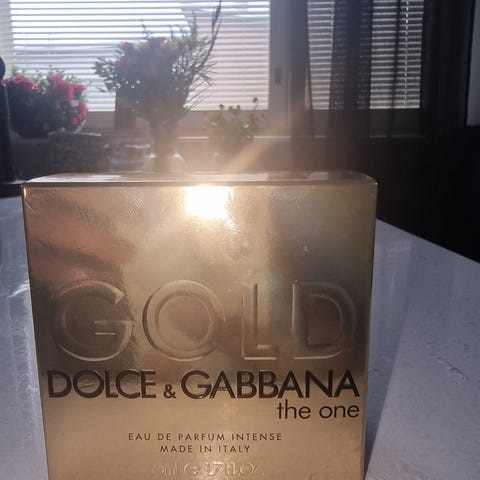 GOLD
DOLCE & GABBANA
the one
EAU DE PARFUM INTENSE
MADE IN ITALY